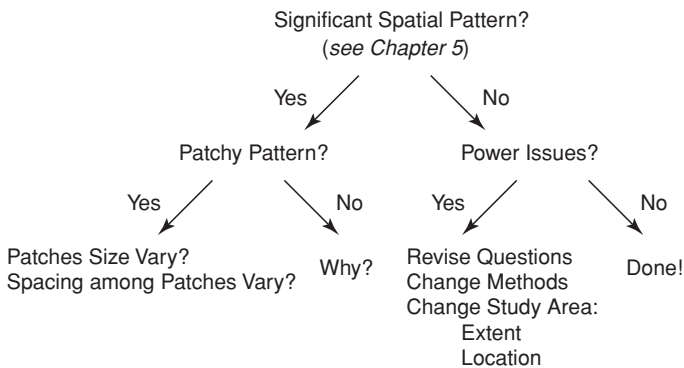 Significant Spatial Pattern?
(see Chapter 5)
Yes
No
Patchy Pattern?
Power Issues?
Yes
No
Yes
No
Patches Size Vary?
Spacing among Patches Vary?
Why?
Revise Questions
Change Methods
Change Study Area:
Extent
Location
Done!